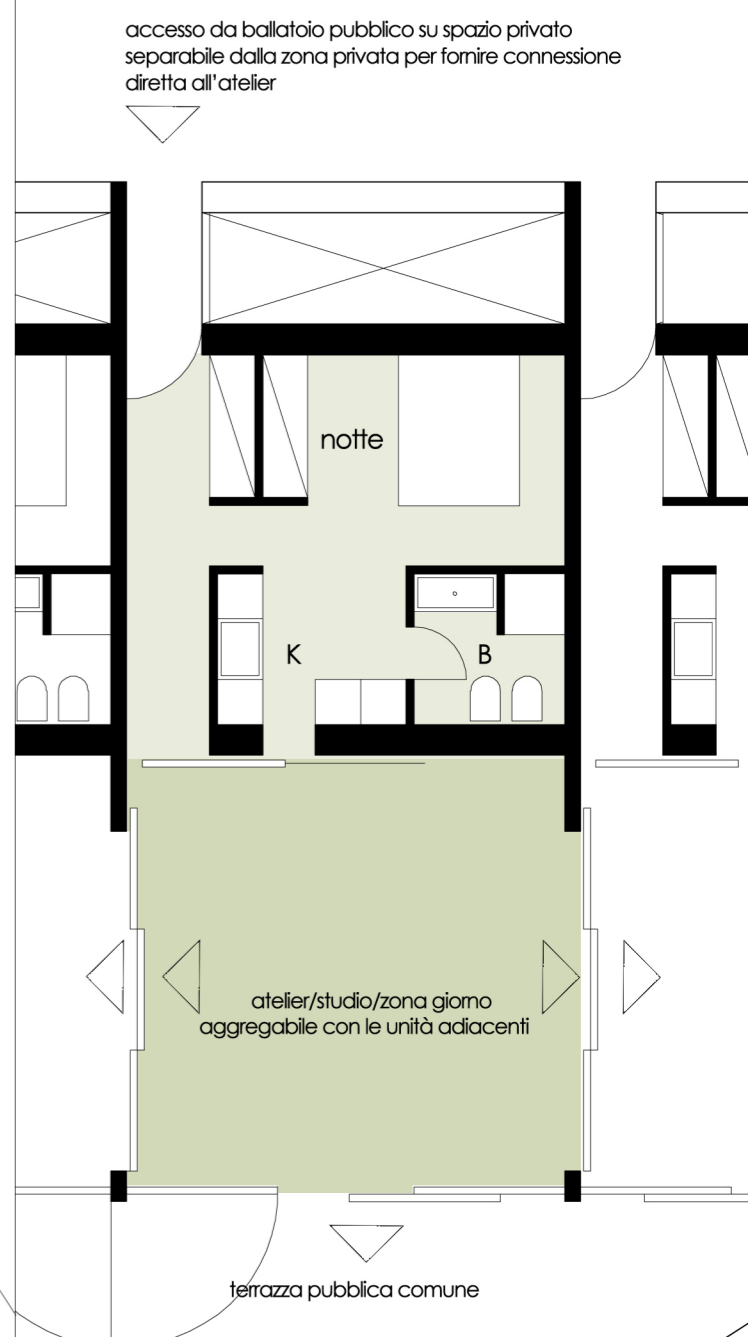 accesso da ballatoio pubblico su spazio privato
separabile dalla zona privata per fornire connessione
diretta all'atelier
notte
K
B
atelier/studio/zona giorno
aggregabile con le unità adiacenti
terrazza pubblica comune